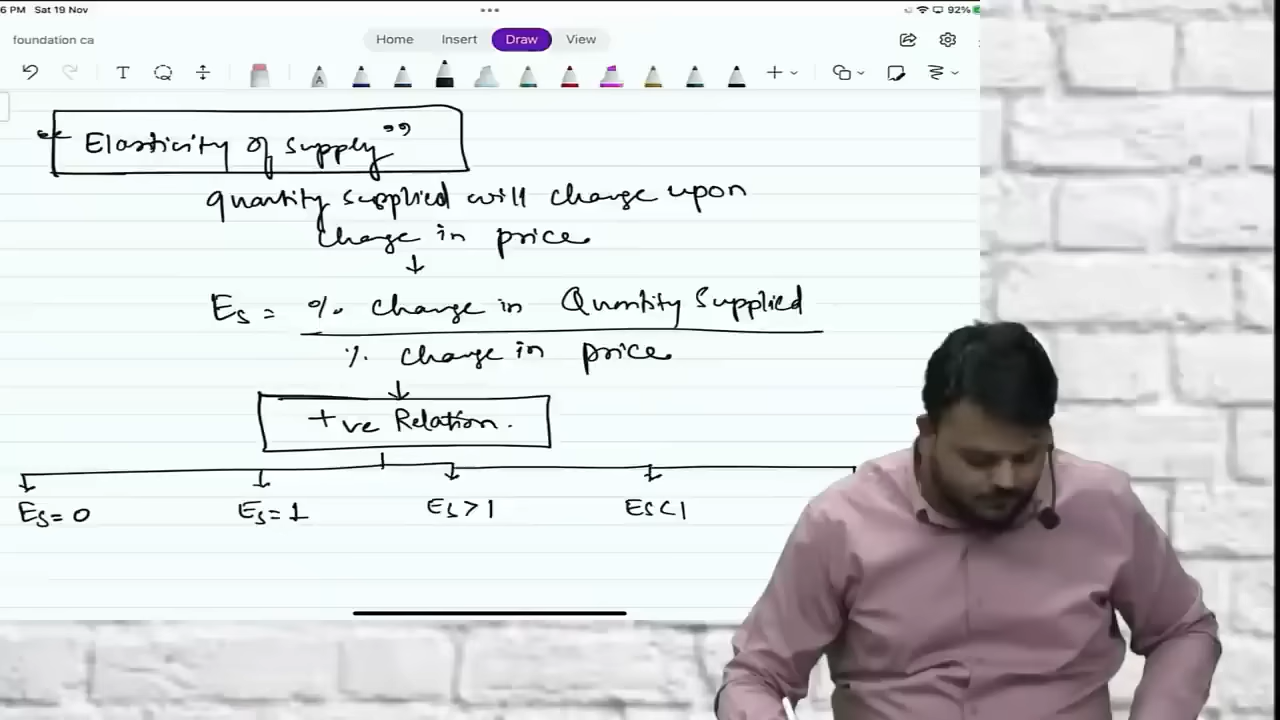 6 PM Sat 19 Nov
92%
foundation ca
Home Insert Draw View
"Elasticity of supply"
quantity supplied will change upon
change in price
Es = % change in Quantity Supplied
% change in price
+ve Relation.
Es= 0 Es= 1 Es > 1 Es < 1